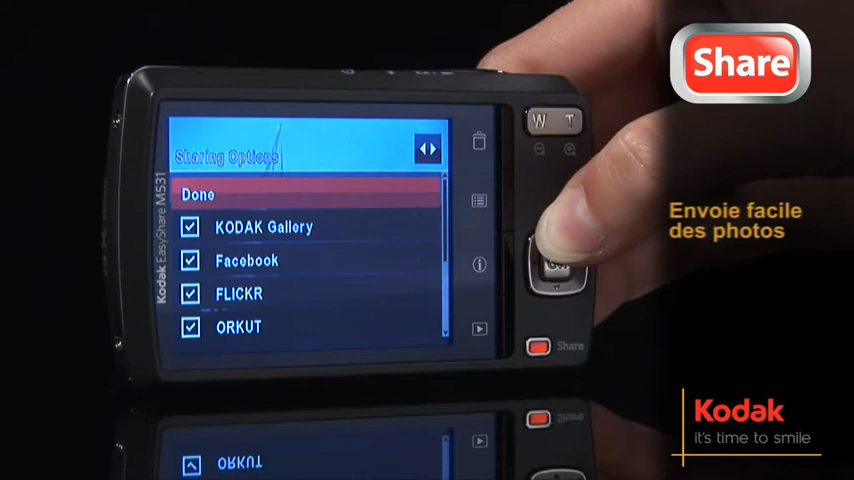 Share
Sharing Options
Done
KODAK Gallery
Facebook
FLICKR
ORKUT
Kodak EasyShare M531
W T
Share
Envoie facile
des photos
Kodak
it's time to smile
ORKUT